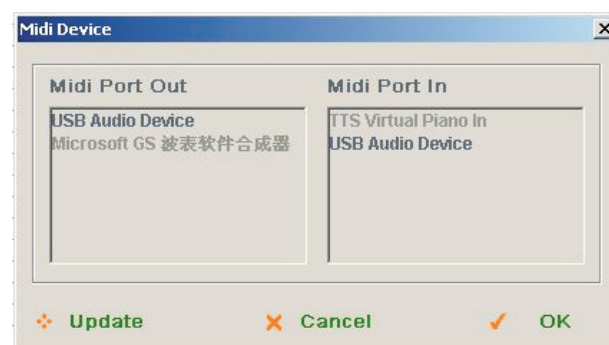 Midi Device
Midi Port Out
USB Audio Device
Microsoft GS 波表软件合成器
Midi Port In
TTS Virtual Piano In
USB Audio Device
Update
Cancel
OK